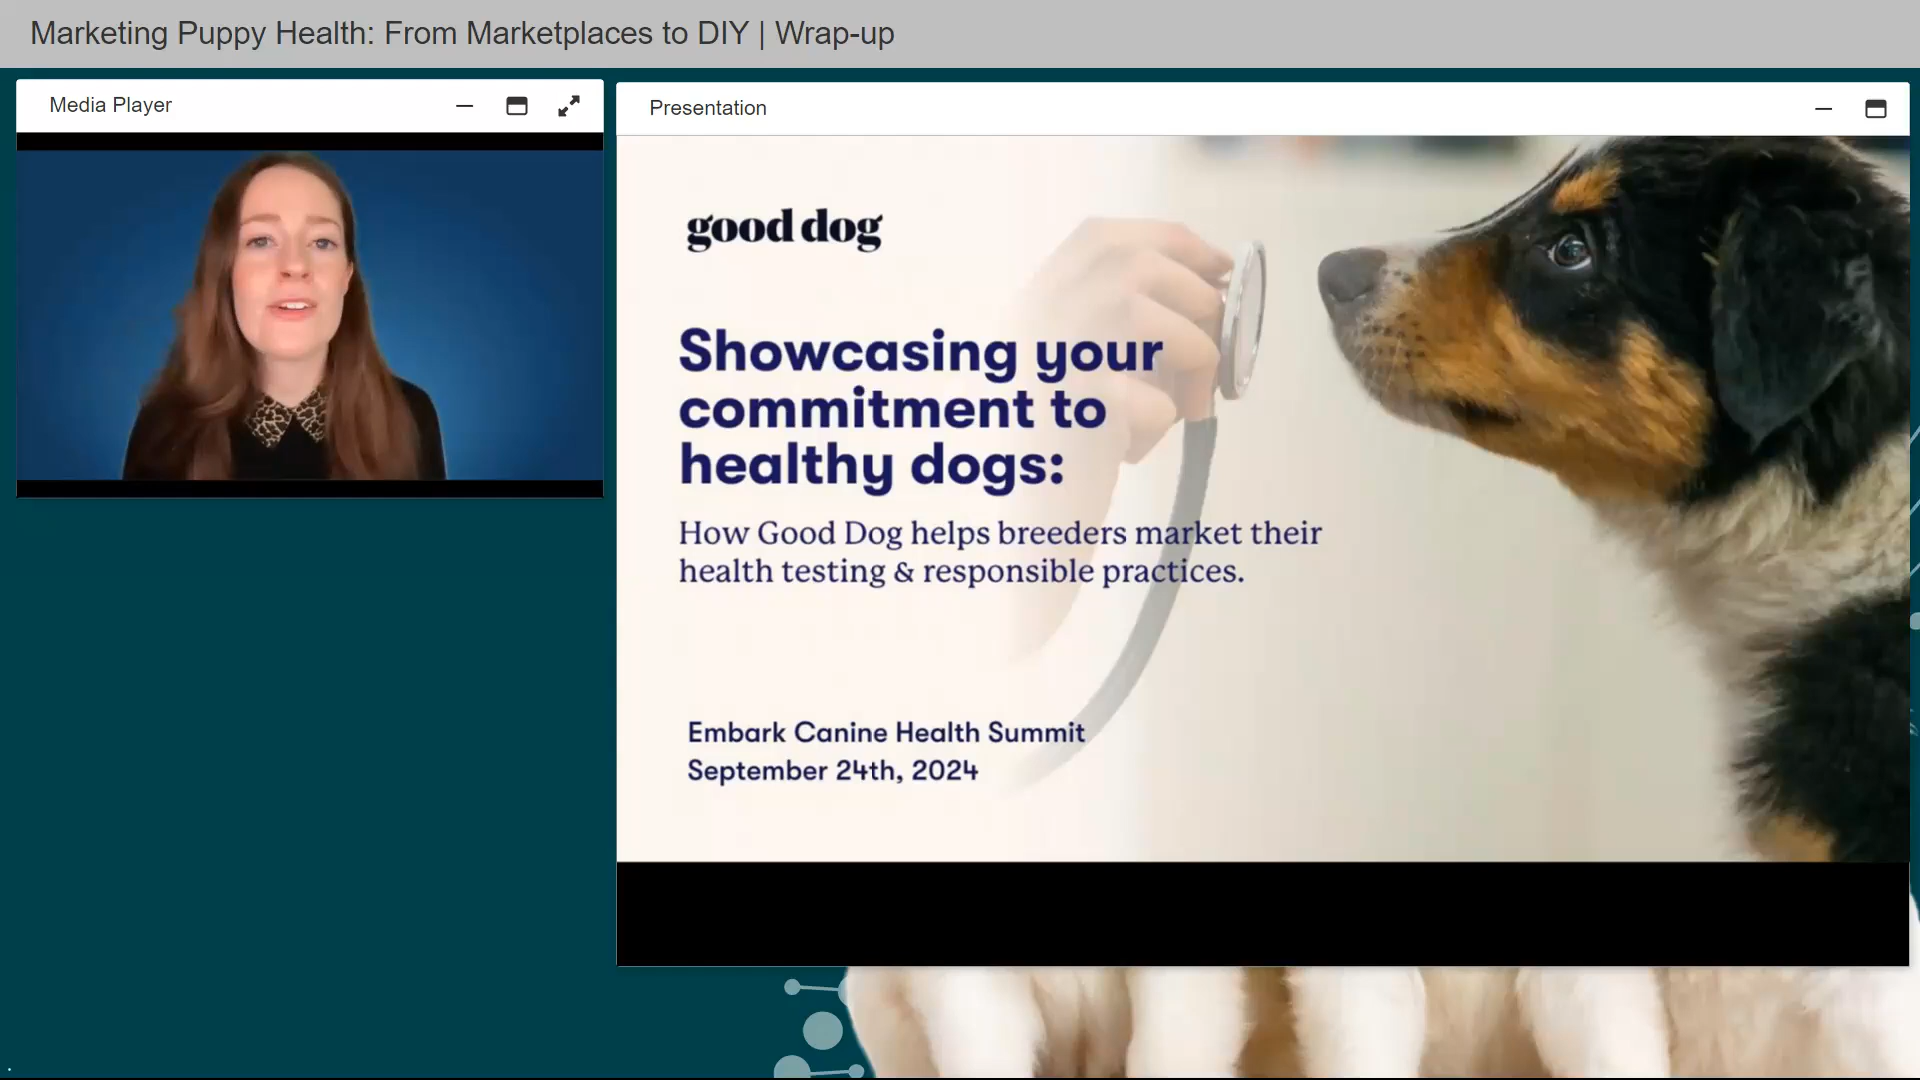 Marketing Puppy Health: From Marketplaces to DIY | Wrap-up
Media Player
Presentation
good dog
Showcasing your
commitment to
healthy dogs:
How Good Dog helps breeders market their
health testing & responsible practices.
Embark Canine Health Summit
September 24th, 2024